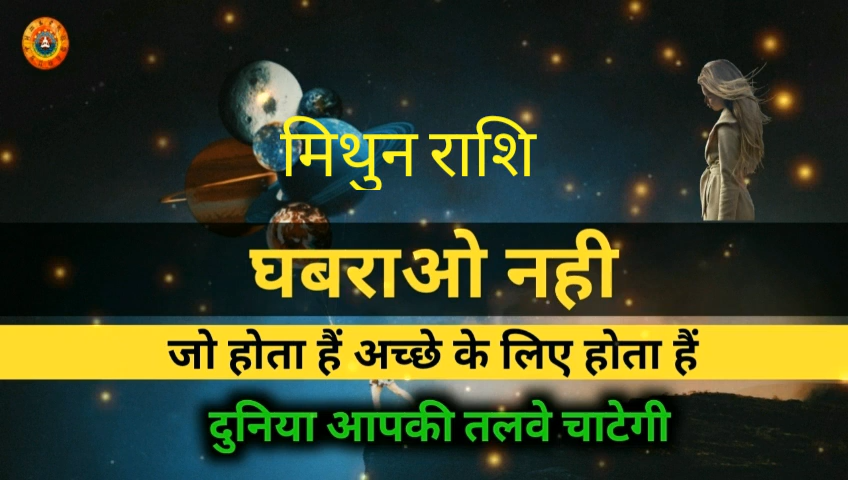 मिथुन राशि
घबराओ नही
जो होता हैं अच्छे के लिए होता हैं
दुनिया आपकी तलवे चाटेगी